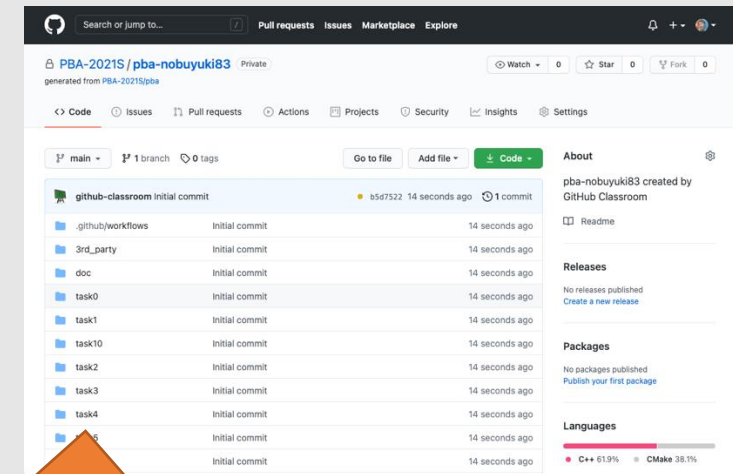 Search or jump to... / Pull requests Issues Marketplace Explore
PBA-2021S / pba-nobuyuki83 Private
Watch 0 Star 0 Fork 0
generated from PBA-2021S/pba
<> Code Issues Pull requests Actions Projects Security Insights Settings
main 1 branch 0 tags Go to file Add file Code
About
github-classroom Initial commit b5d7522 14 seconds ago 1 commit
pba-nobuyuki83 created by
GitHub Classroom
Readme
.github/workflows Initial commit 14 seconds ago
3rd_party Initial commit 14 seconds ago
doc Initial commit 14 seconds ago
task0 Initial commit 14 seconds ago
task1 Initial commit 14 seconds ago
task10 Initial commit 14 seconds ago
task2 Initial commit 14 seconds ago
task3 Initial commit 14 seconds ago
task4 Initial commit 14 seconds ago
Initial commit 14 seconds ago
Initial commit 14 seconds ago
Releases
No releases published
Create a new release
Packages
No packages published
Publish your first package
Languages
C++ 61.9% CMake 38.1%